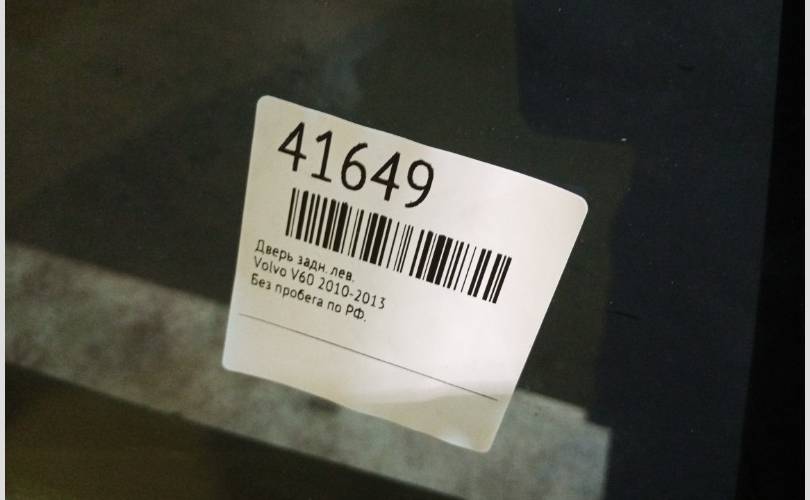 41649
Дверь задн. лев.
Volvo V60 2010-2013
Без пробега по РФ.